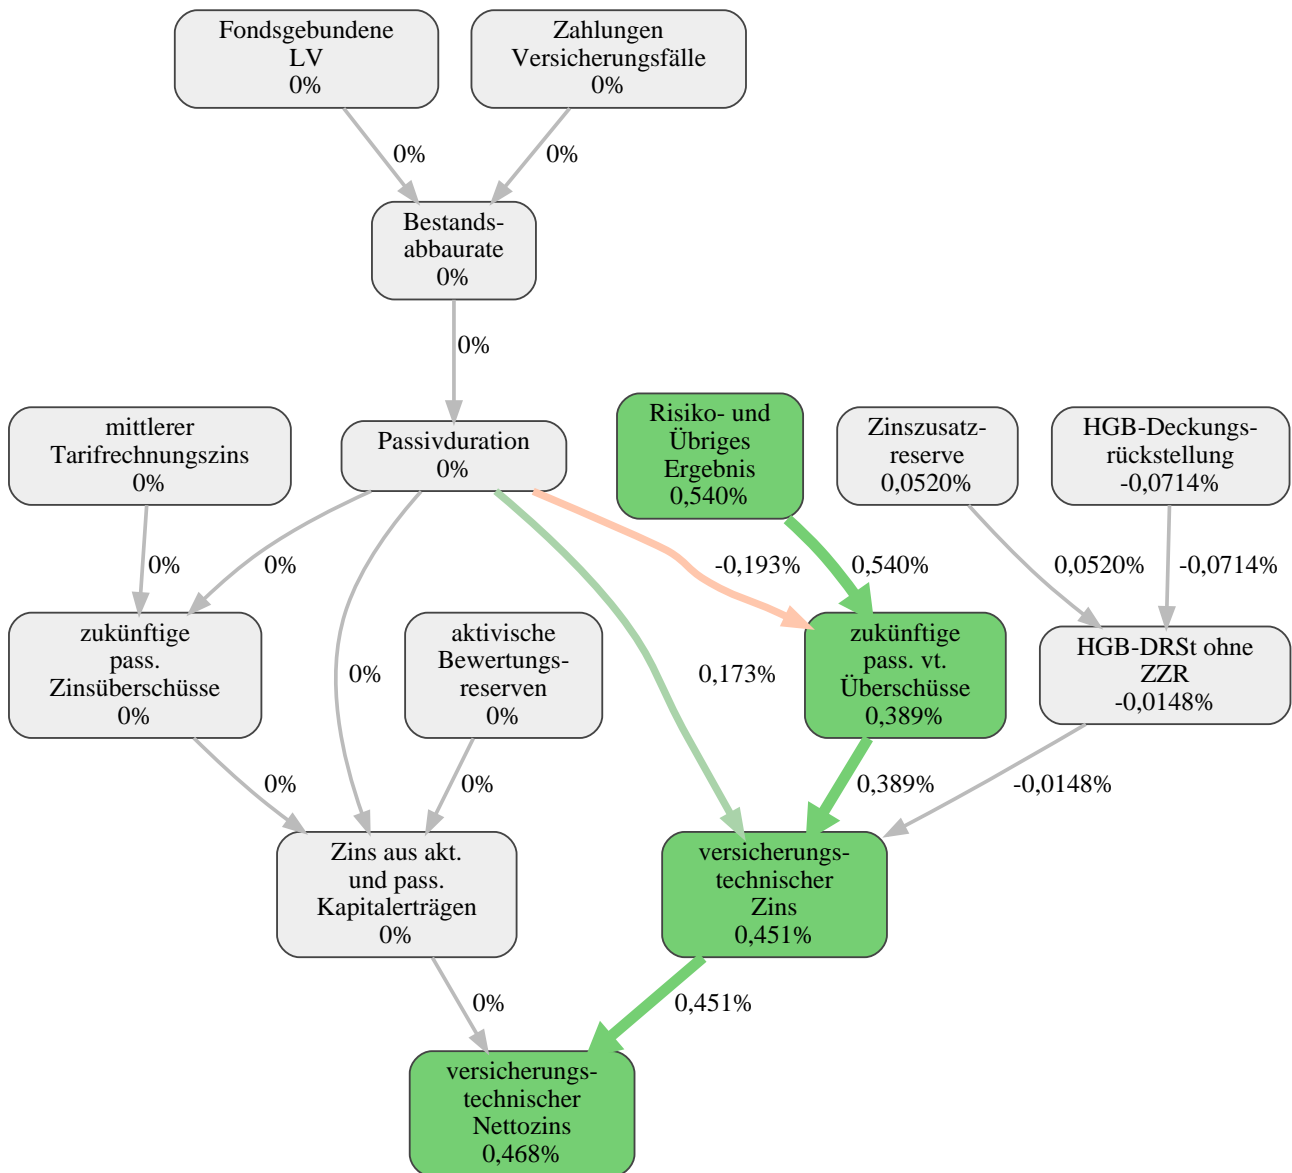 Fondsgebundene
LV
0%
Zahlungen
Versicherungsfälle
0%
0%
0%
Bestands-
abbaurate
0%
0%
mittlerer
Tarifrechnungszins
0%
Passivduration
0%
Risiko- und
Übriges
Ergebnis
0,540%
Zinszusatz-
reserve
0,0520%
HGB-Deckungs-
rückstellung
-0,0714%
0%
0%
-0,193%
0,540%
0,0520%
-0,0714%
zukünftige
pass.
Zinsüberschüsse
0%
0%
aktivische
Bewertungs-
reserven
0%
0,173%
zukünftige
pass. vt.
Überschüsse
0,389%
HGB-DRSt ohne
ZZR
-0,0148%
0%
0%
0,389%
-0,0148%
Zins aus akt.
und pass.
Kapitalerträgen
0%
versicherungs-
technischer
Zins
0,451%
0%
0,451%
versicherungs-
technischer
Nettozins
0,468%